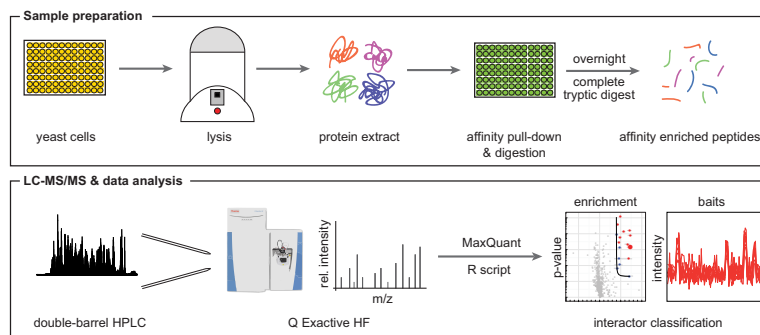 Sample preparation
overnight
complete
tryptic digest
yeast cells
lysis
protein extract
affinity pull-down
& digestion
affinity enriched peptides
LC-MS/MS & data analysis
enrichment
baits
rel. intensity
MaxQuant
R script
p-value
intensity
m/z
double-barrel HPLC
Q Exactive HF
interactor classification